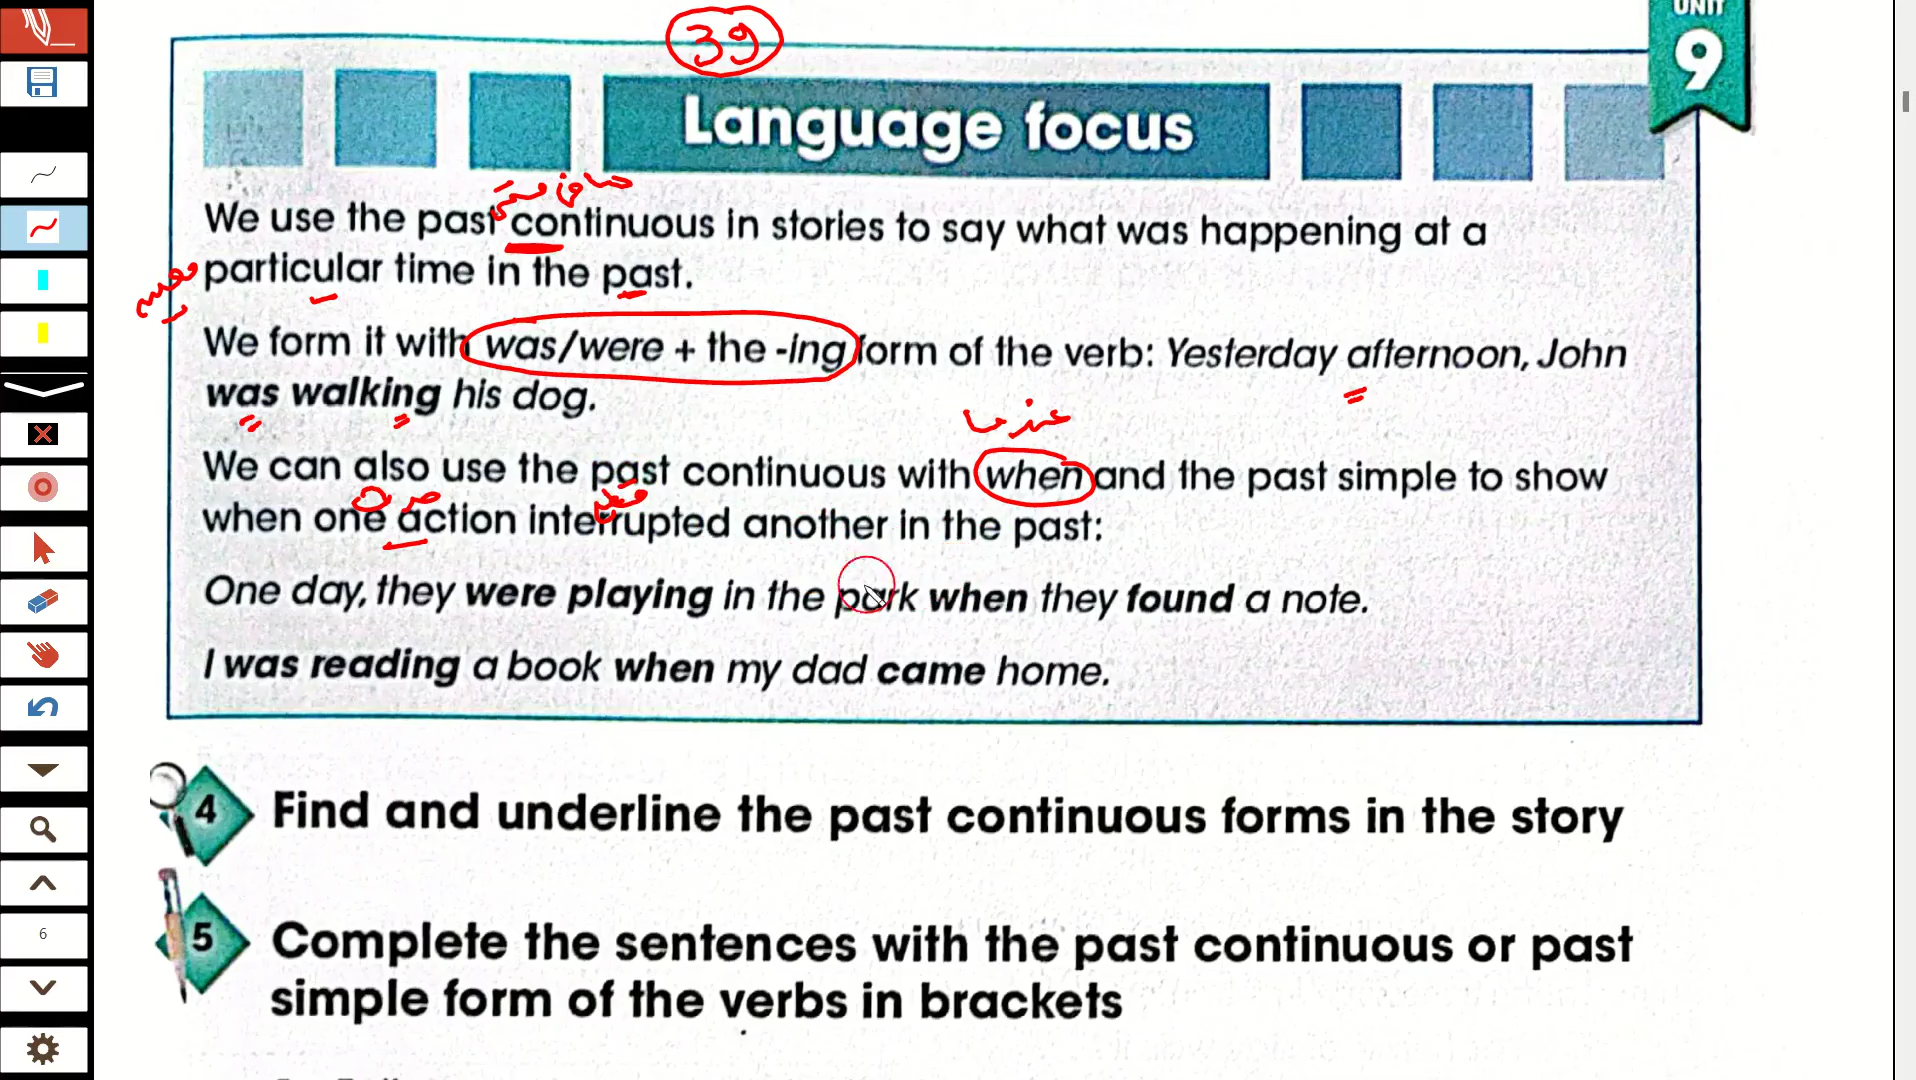 UNIT
9
39
Language focus
ماضي مستمر
We use the past continuous in stories to say what was happening at a
particular time in the past.
We form it with was/were + the -ing form of the verb: Yesterday afternoon, John
was walking his dog.
عندما
We can also use the past continuous with when and the past simple to show
when one action interrupted another in the past:
One day, they were playing in the park when they found a note.
I was reading a book when my dad came home.
4 Find and underline the past continuous forms in the story
5 Complete the sentences with the past continuous or past
simple form of the verbs in brackets
6